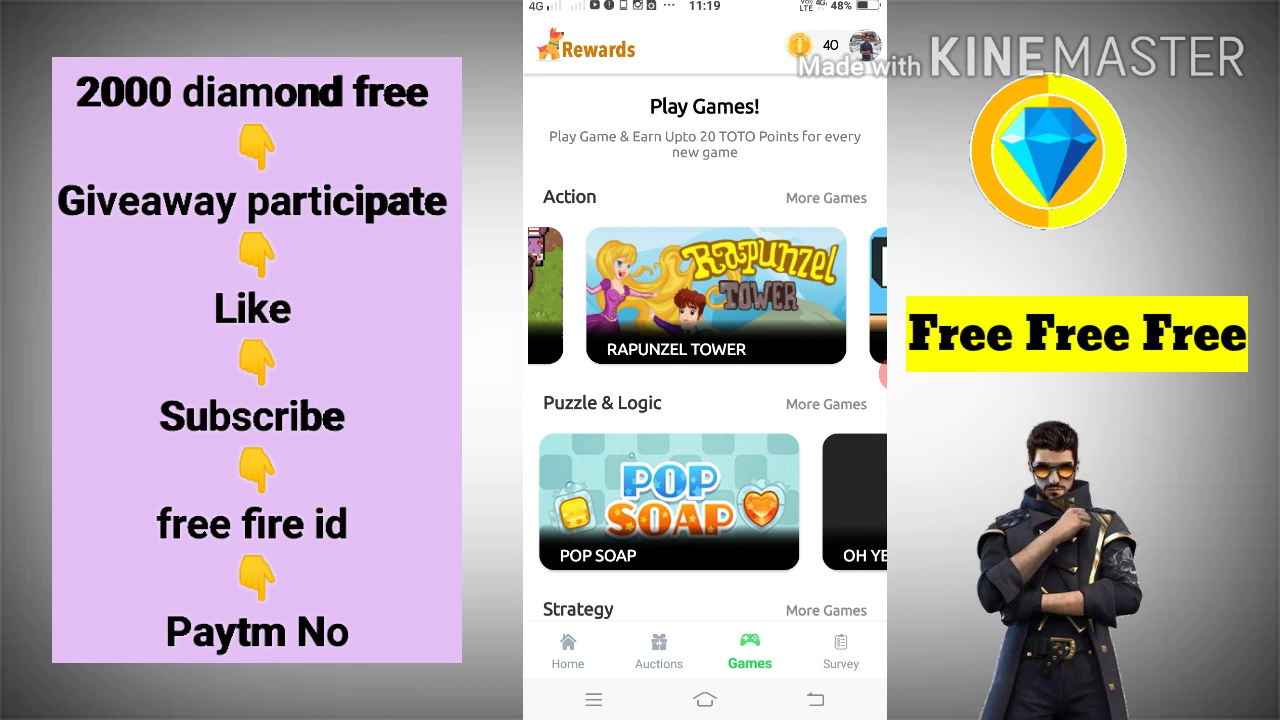 2000 diamond free
Giveaway participate
Like
Subscribe
free fire id
Paytm No
4G
11:19
VoI) LTE 4G 48%
Rewards
40
Made with KINEMASTER
Play Games!
Play Game & Earn Upto 20 TOTO Points for every
new game
Action More Games
RAPUNZEL TOWER
RAPUNZEL TOWER
Puzzle & Logic More Games
POP SOAP
POP SOAP
OH YE
Strategy More Games
Home Auctions Games Survey
Free Free Free